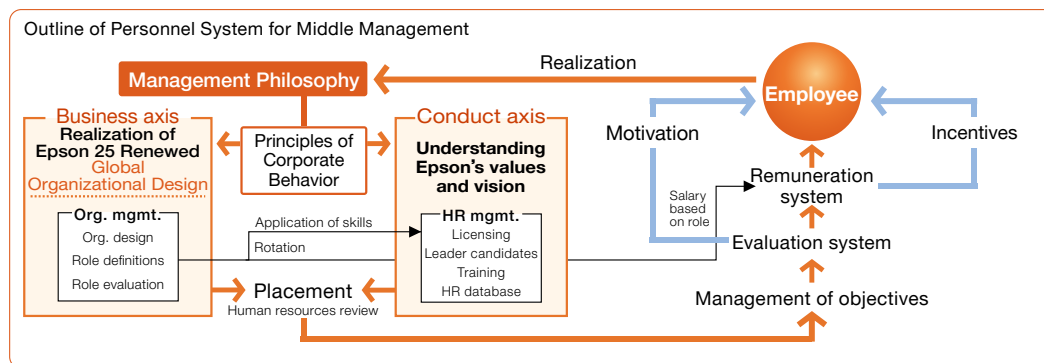 Outline of Personnel System for Middle Management
Management Philosophy
Realization
Employee
Business axis
Realization of
Epson 25 Renewed
Global
Organizational Design
Principles of
Corporate
Behavior
Conduct axis
Understanding
Epson's values
and vision
Motivation
Incentives
Org. mgmt.
Org. design
Role definitions
Role evaluation
Application of skills
Rotation
HR mgmt.
Licensing
Leader candidates
Training
HR database
Salary
based
on role
Remuneration
system
Evaluation system
Placement
Human resources review
Management of objectives